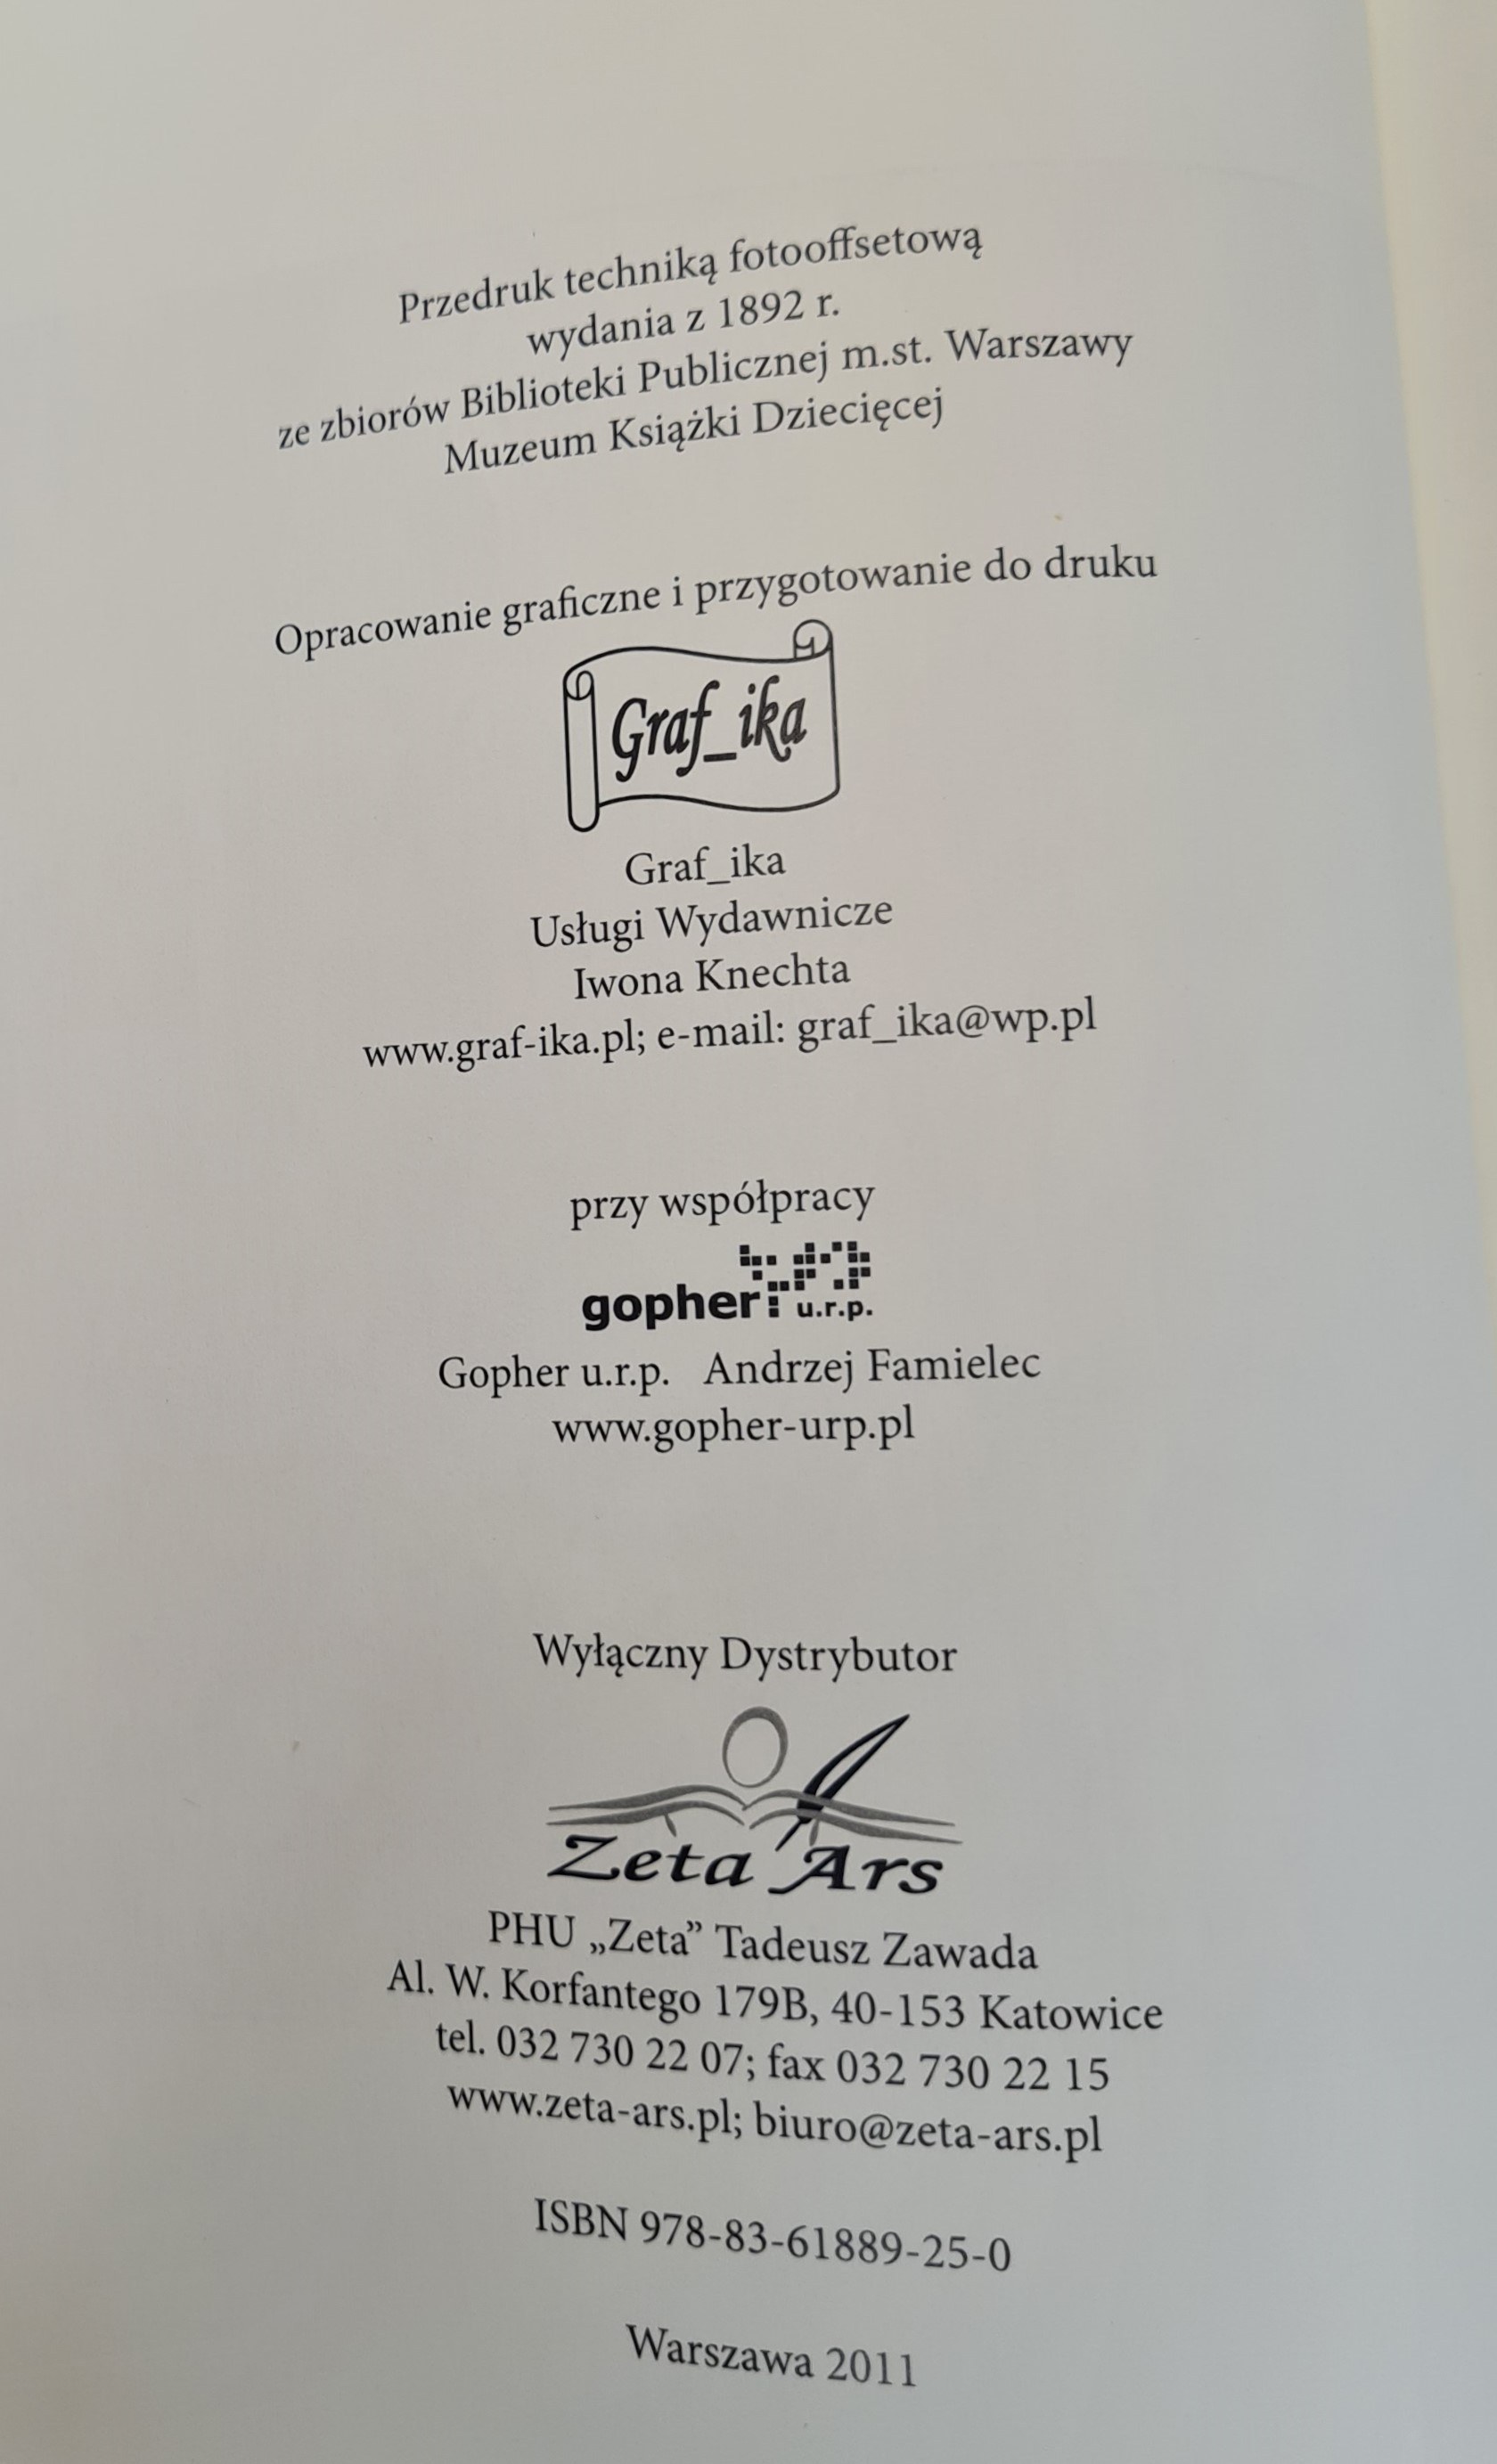 Przedruk techniką fotooffsetową
wydania z 1892 r.
ze zbiorów Biblioteki Publicznej m.st. Warszawy
Muzeum Książki Dziecięcej
Opracowanie graficzne i przygotowanie do druku
Graf_ika
Graf_ika
Usługi Wydawnicze
Iwona Knechta
www.graf-ika.pl; e-mail: graf_ika@wp.pl
przy współpracy
gopher u.r.p.
Gopher u.r.p. Andrzej Famielec
www.gopher-urp.pl
Wyłączny Dystrybutor
Zeta Ars
PHU „Zeta” Tadeusz Zawada
Al. W. Korfantego 179B, 40-153 Katowice
tel. 032 730 22 07; fax 032 730 22 15
www.zeta-ars.pl; biuro@zeta-ars.pl
ISBN 978-83-61889-25-0
Warszawa 2011